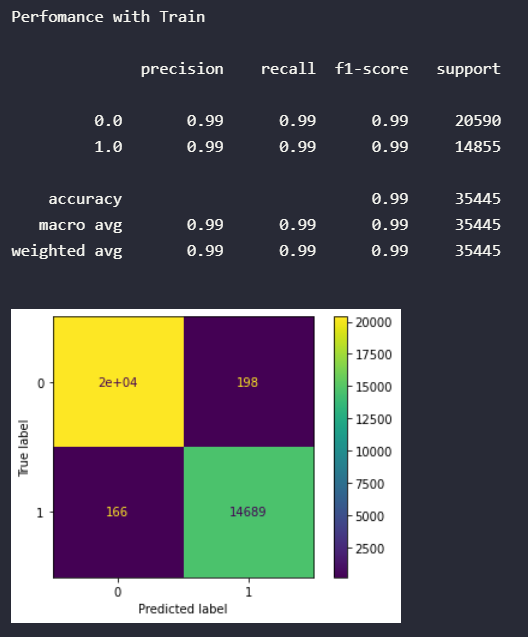 Perfomance with Train
precision recall f1-score support
0.0 0.99 0.99 0.99 20590
1.0 0.99 0.99 0.99 14855
accuracy 0.99 35445
macro avg 0.99 0.99 0.99 35445
weighted avg 0.99 0.99 0.99 35445
20000
17500
15000
12500
10000
7500
5000
2500
True label
0 2e+04 198
1 166 14689
0 1
Predicted label